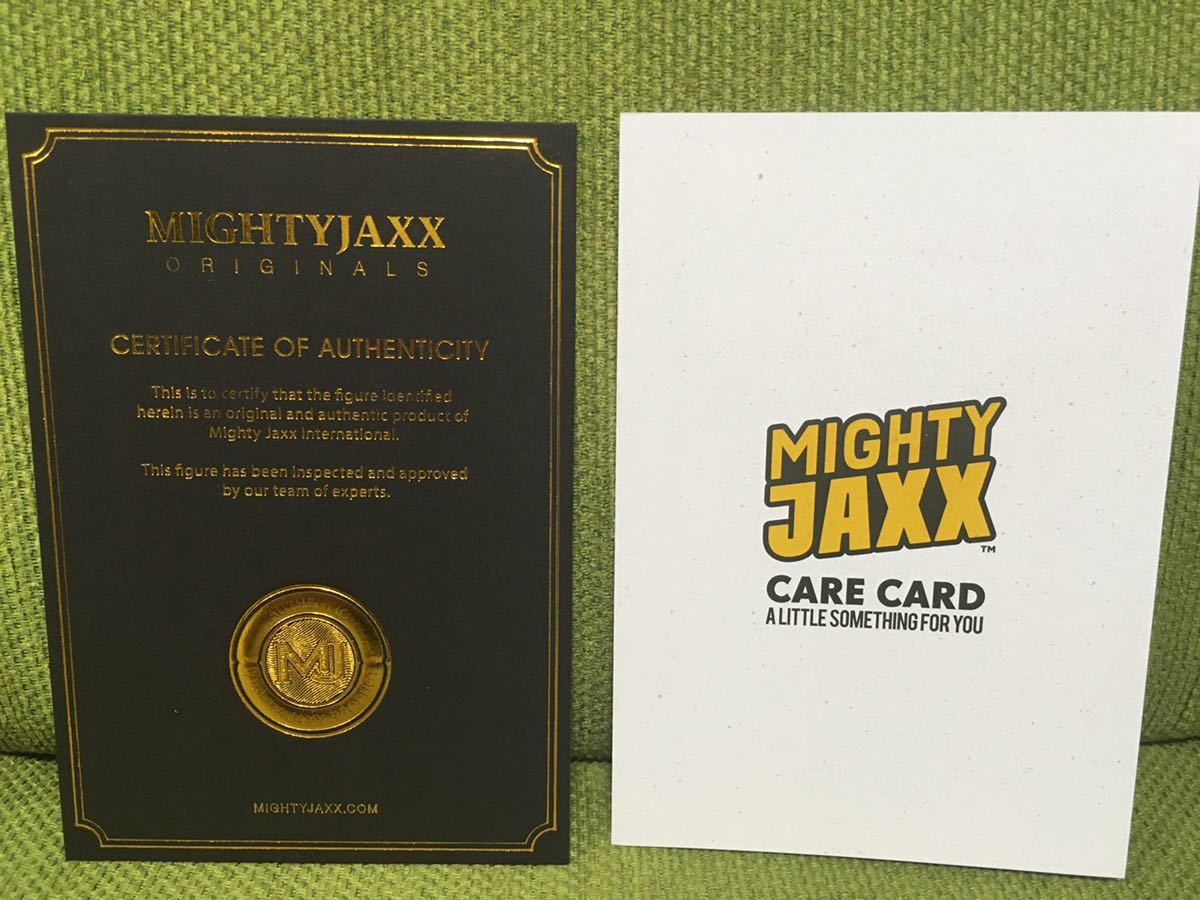 MIGHTYJAXX
ORIGINALS
CERTIFICATE OF AUTHENTICITY
This is to certify that the figure identified
herein is an original and authentic product of
Mighty Jaxx International.
This figure has been inspected and approved
by our team of experts.
MJ
MIGHTYJAXX.COM
MIGHTY
JAXX
TM
CARE CARD
A LITTLE SOMETHING FOR YOU